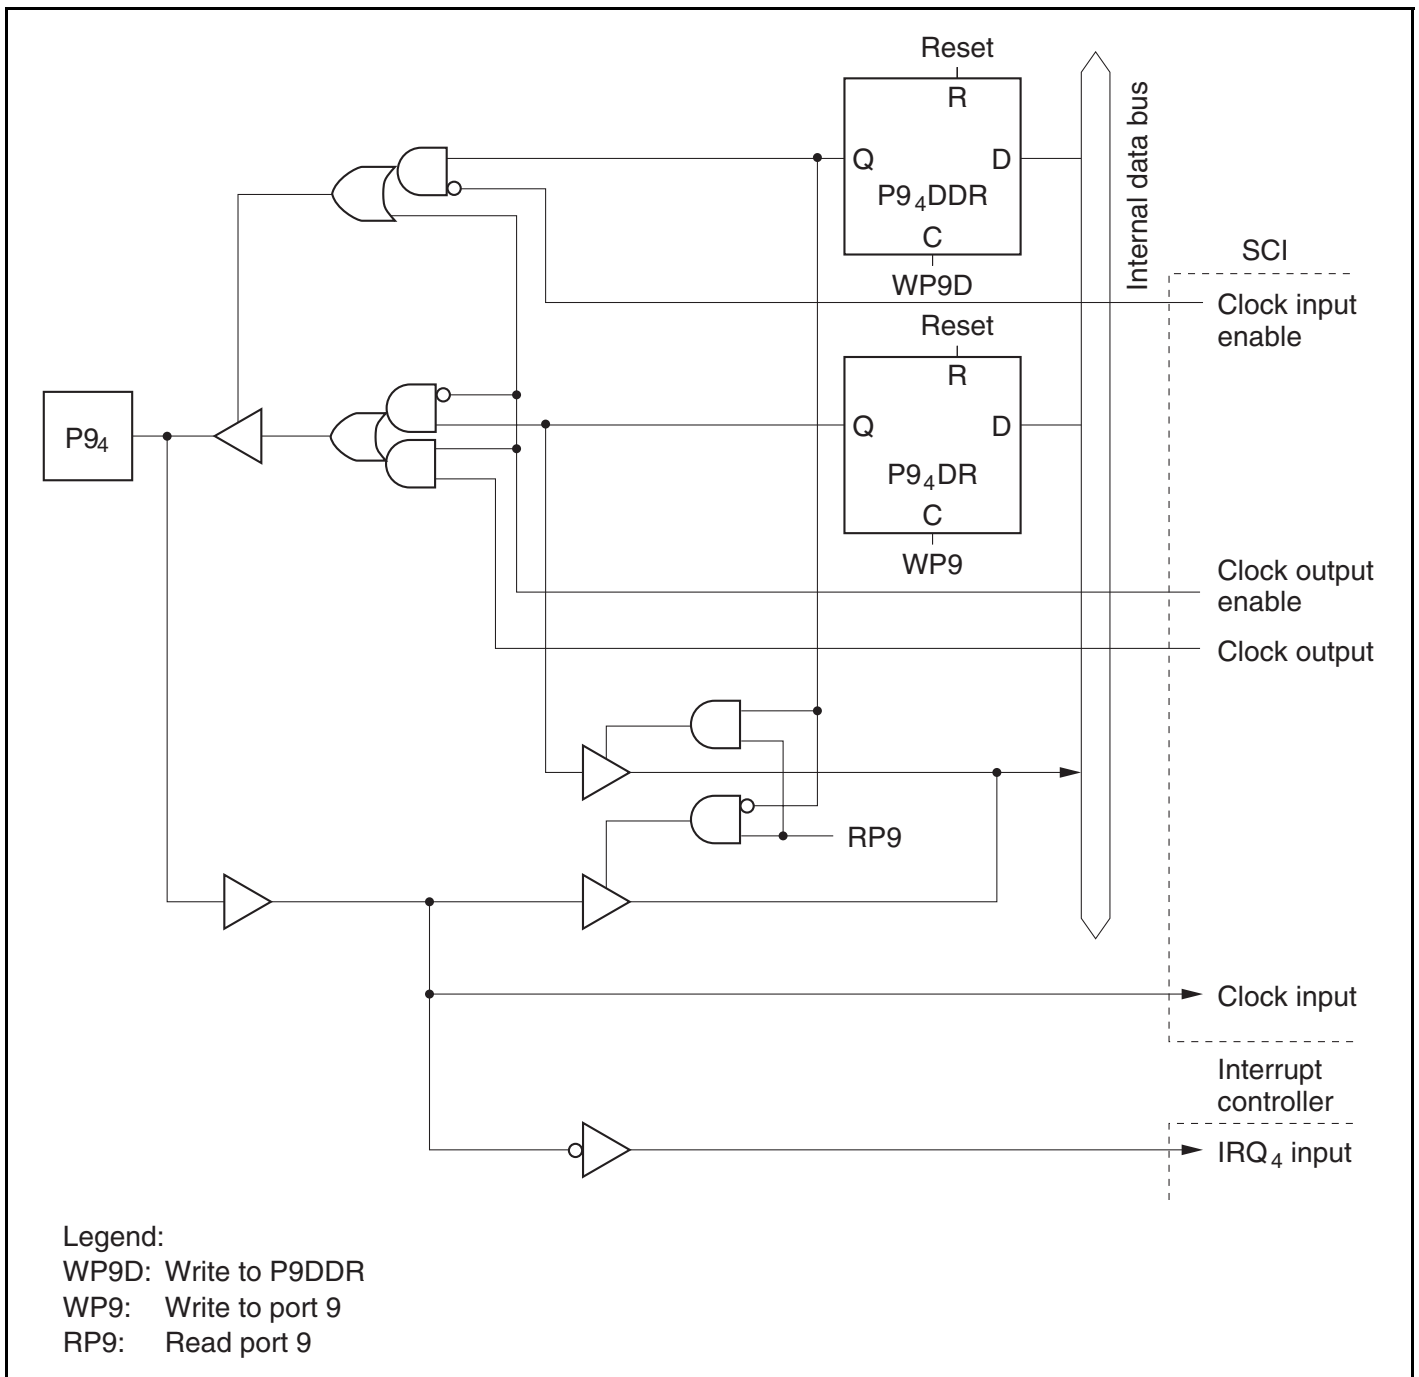 Reset
R
Q
D
P9₄DDR
C
WP9D
Internal data bus
SCI
Clock input
enable
Reset
R
Q
D
P9₄DR
C
WP9
P9₄
Clock output
enable
Clock output
RP9
Clock input
Interrupt
controller
IRQ₄ input
Legend:
WP9D: Write to P9DDR
WP9: Write to port 9
RP9: Read port 9